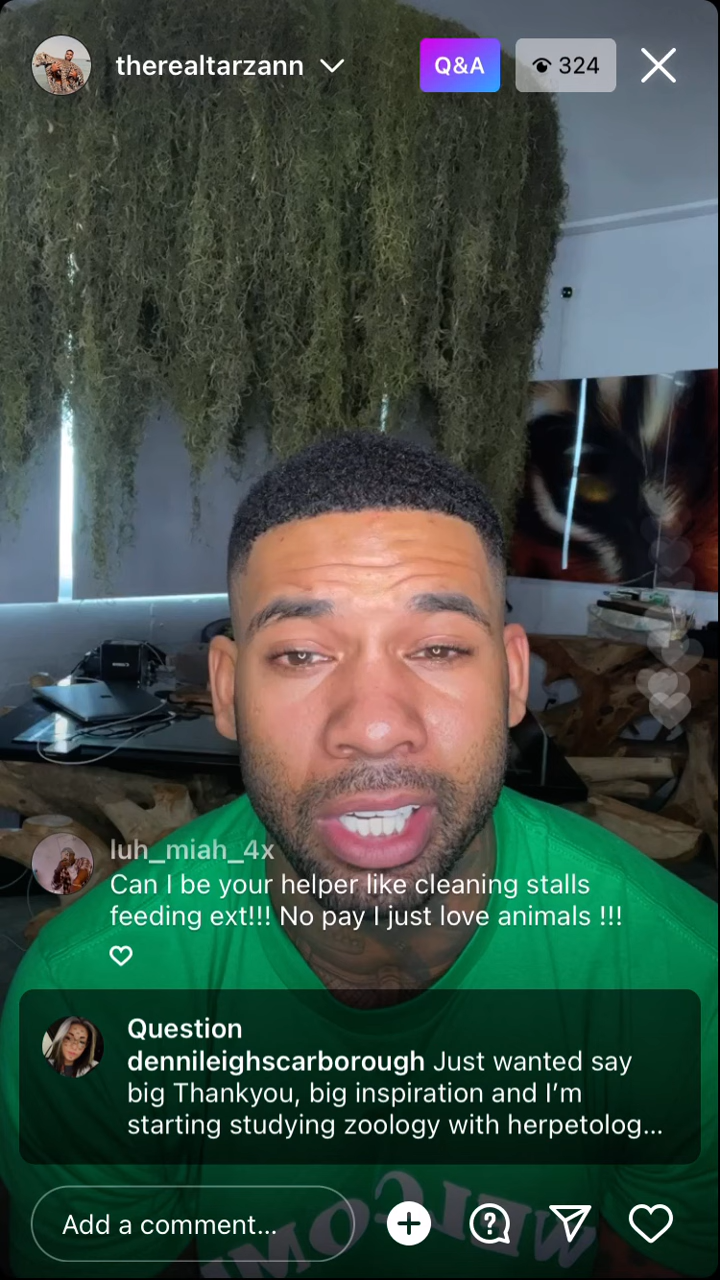 therealtarzann
Q&A
324
luh_miah_4x
Can I be your helper like cleaning stalls
feeding ext!!! No pay I just love animals !!!
Question
dennileighscarborough Just wanted say
big Thankyou, big inspiration and I’m
starting studying zoology with herpetolog...
Add a comment...
WELCOME